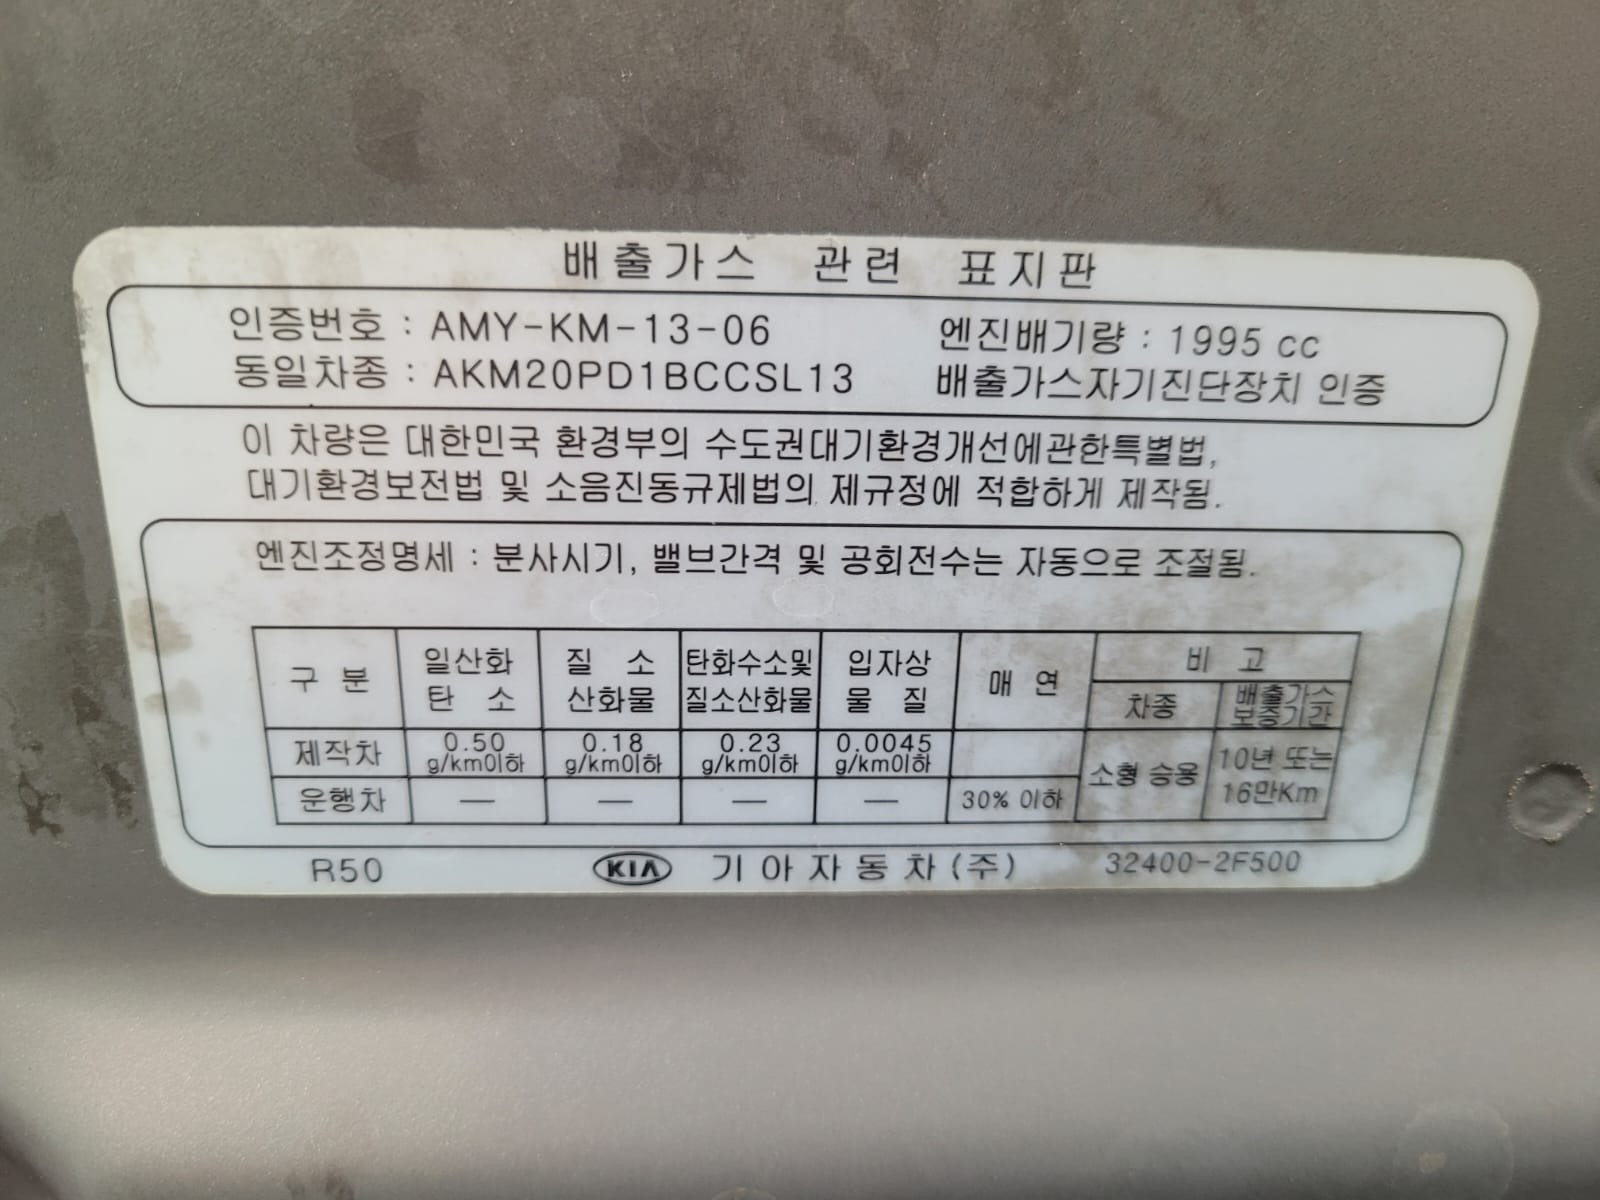 배출가스 관련 표지판
인증번호 : AMY-KM-13-06 엔진배기량 : 1995 cc
동일차종 : AKM20PD1BCCSL13 배출가스자기진단장치 인증
이 차량은 대한민국 환경부의 수도권대기환경개선에관한특별법,
대기환경보전법 및 소음진동규제법의 제규정에 적합하게 제작됨.
엔진조정명세 : 분사시기, 밸브간격 및 공회전수는 자동으로 조절됨.
구 분 일산화 탄 소 질 소 산화물 탄화수소및 질소산화물 입자상 물 질 매 연 비 고
차종 배출가스 보증기간
제작차 0.50 g/km이하 0.18 g/km이하 0.23 g/km이하 0.0045 g/km이하 소형 승용 10년 또는 16만Km
운행차 — — — — 30% 이하
R50 KIA 기아자동차(주) 32400-2F500